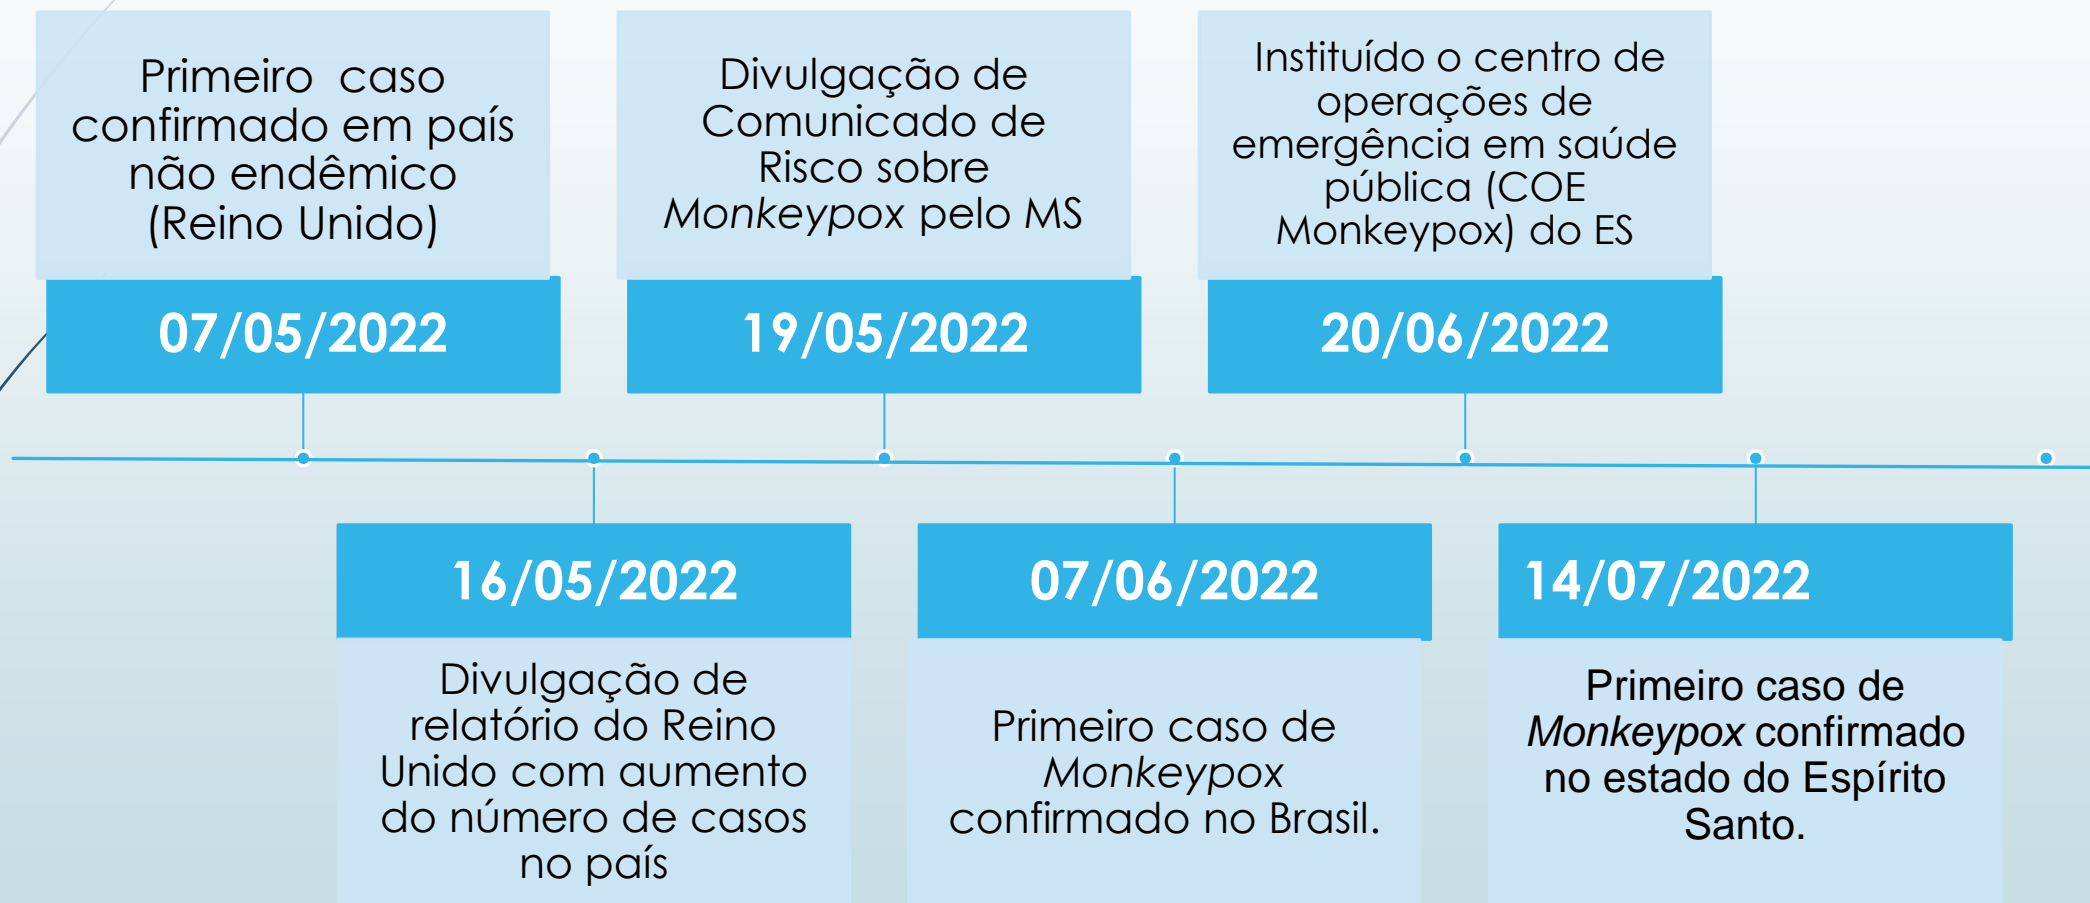 Primeiro caso
confirmado em país
não endêmico
(Reino Unido)
07/05/2022
Divulgação de
Comunicado de
Risco sobre
Monkeypox pelo MS
19/05/2022
Instituído o centro de
operações de
emergência em saúde
pública (COE
Monkeypox) do ES
20/06/2022
16/05/2022
Divulgação de
relatório do Reino
Unido com aumento
do número de casos
no país
07/06/2022
Primeiro caso de
Monkeypox
confirmado no Brasil.
14/07/2022
Primeiro caso de
Monkeypox confirmado
no estado do Espírito
Santo.